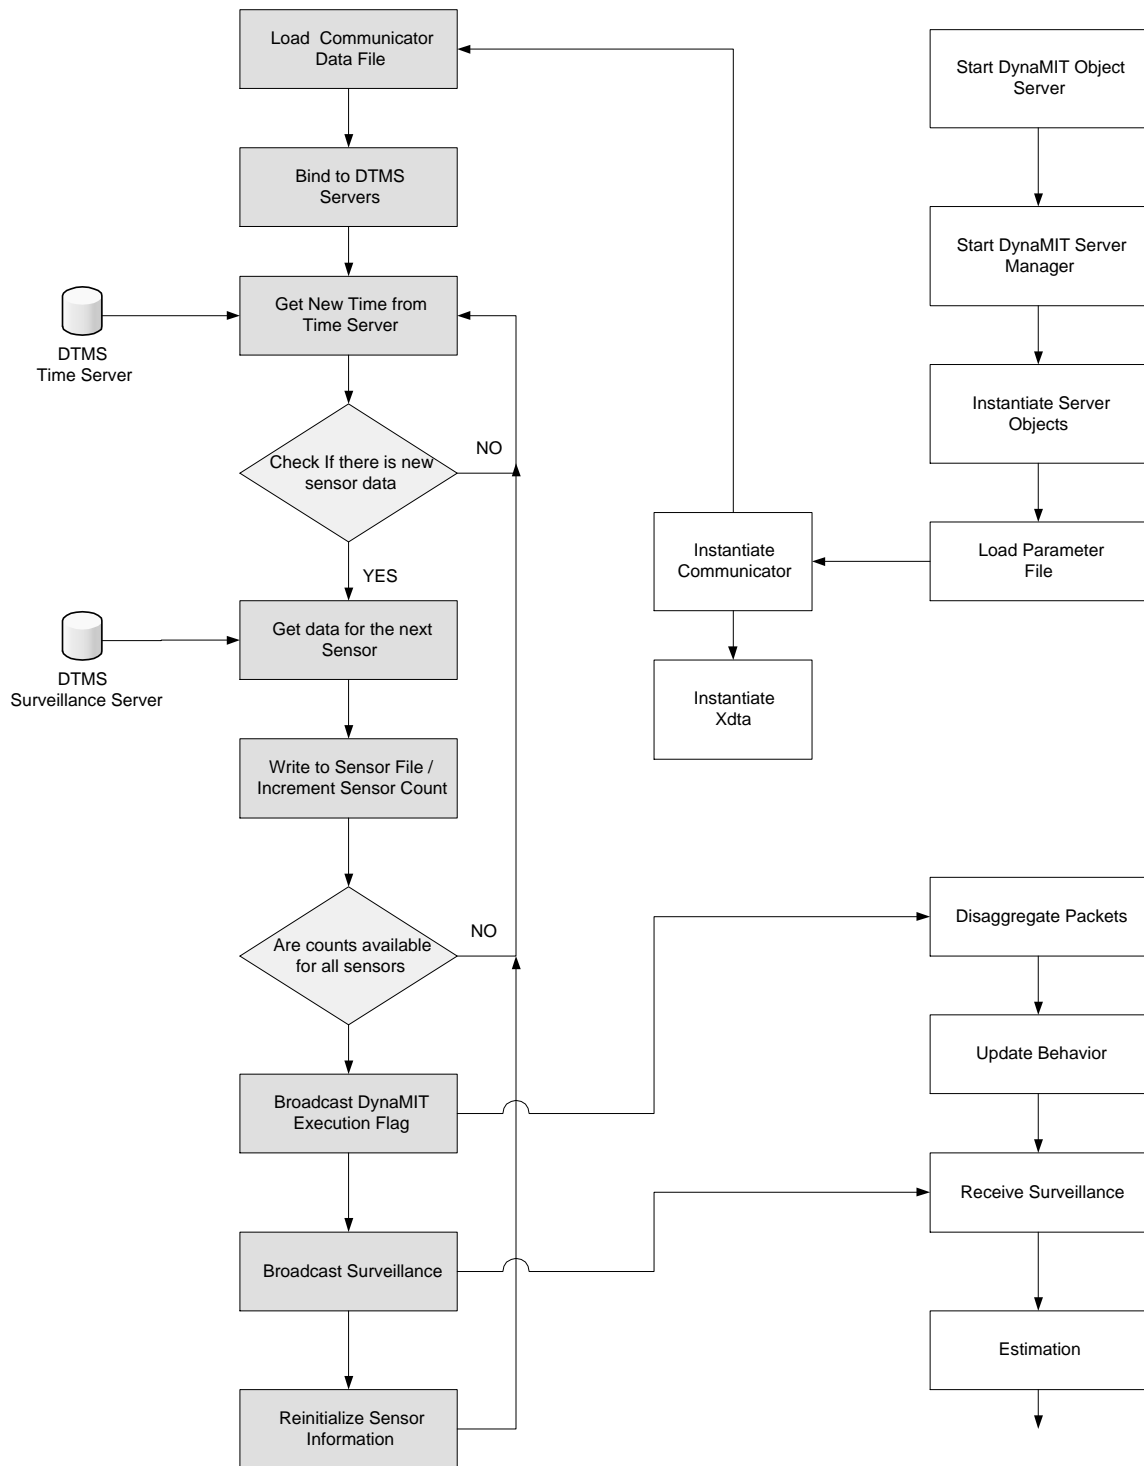 Load Communicator
Data File
Start DynaMIT Object
Server
Bind to DTMS
Servers
Start DynaMIT Server
Manager
Get New Time from
Time Server
DTMS
Time Server
Instantiate Server
Objects
NO
Check If there is new
sensor data
Instantiate
Communicator
Load Parameter
File
YES
Get data for the next
Sensor
DTMS
Surveillance Server
Instantiate
Xdta
Write to Sensor File /
Increment Sensor Count
Disaggregate Packets
NO
Are counts available
for all sensors
Update Behavior
Broadcast DynaMIT
Execution Flag
Receive Surveillance
Broadcast Surveillance
Estimation
Reinitialize Sensor
Information